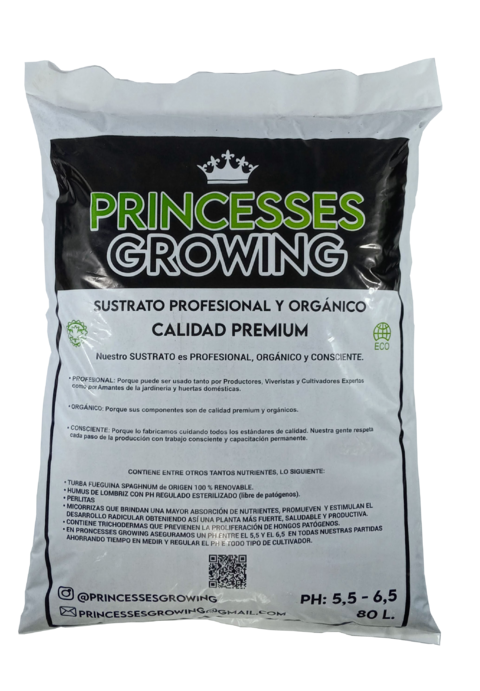 PRINCESSES
GROWING
SUSTRATO PROFESIONAL Y ORGÁNICO
CALIDAD PREMIUM
ECO
Nuestro SUSTRATO es PROFESIONAL, ORGÁNICO y CONSCIENTE.
• PROFESIONAL: Porque puede ser usado tanto por Productores, Viveristas y Cultivadores Expertos
como por Amantes de la jardinería y huertas domésticas.
•ORGÁNICO: Porque sus componentes son de calidad premium y orgánicos.
• CONSCIENTE: Porque lo fabricamos cuidando todos los estándares de calidad. Nuestra gente respeta
cada paso de la producción con trabajo consciente y capacitación permanente.
CONTIENE ENTRE OTROS TANTOS NUTRIENTES, LO SIGUIENTE:
• TURBA FUEGUINA SPAGHNUM de ORIGEN 100 % RENOVABLE.
• HUMUS DE LOMBRIZ CON PH REGULADO ESTERILIZADO (libre de patógenos).
• PERLITAS
• MICORRIZAS QUE BRINDAN UNA MAYOR ABSORCIÓN DE NUTRIENTES, PROMUEVEN Y ESTIMULAN EL
DESARROLLO RADICULAR OBTENIENDO ASÍ UNA PLANTA MÁS FUERTE, SALUDABLE Y PRODUCTIVA.
• CONTIENE TRICHODERMAS QUE PREVIENEN LA PROLIFERACIÓN DE HONGOS PATÓGENOS.
• EN PRINCESSES GROWING ASEGURAMOS UN PH ENTRE EL 5,5 Y EL 6,5 EN TODAS NUESTRAS PARTIDAS
AHORRANDO TIEMPO EN MEDIR Y REGULAR EL PH E TODO TIPO DE CULTIVADOR.
@PRINCESSESGROWING
PH: 5,5 - 6,5
PRINCESSESGROWING@GMAIL.COM
80 L.